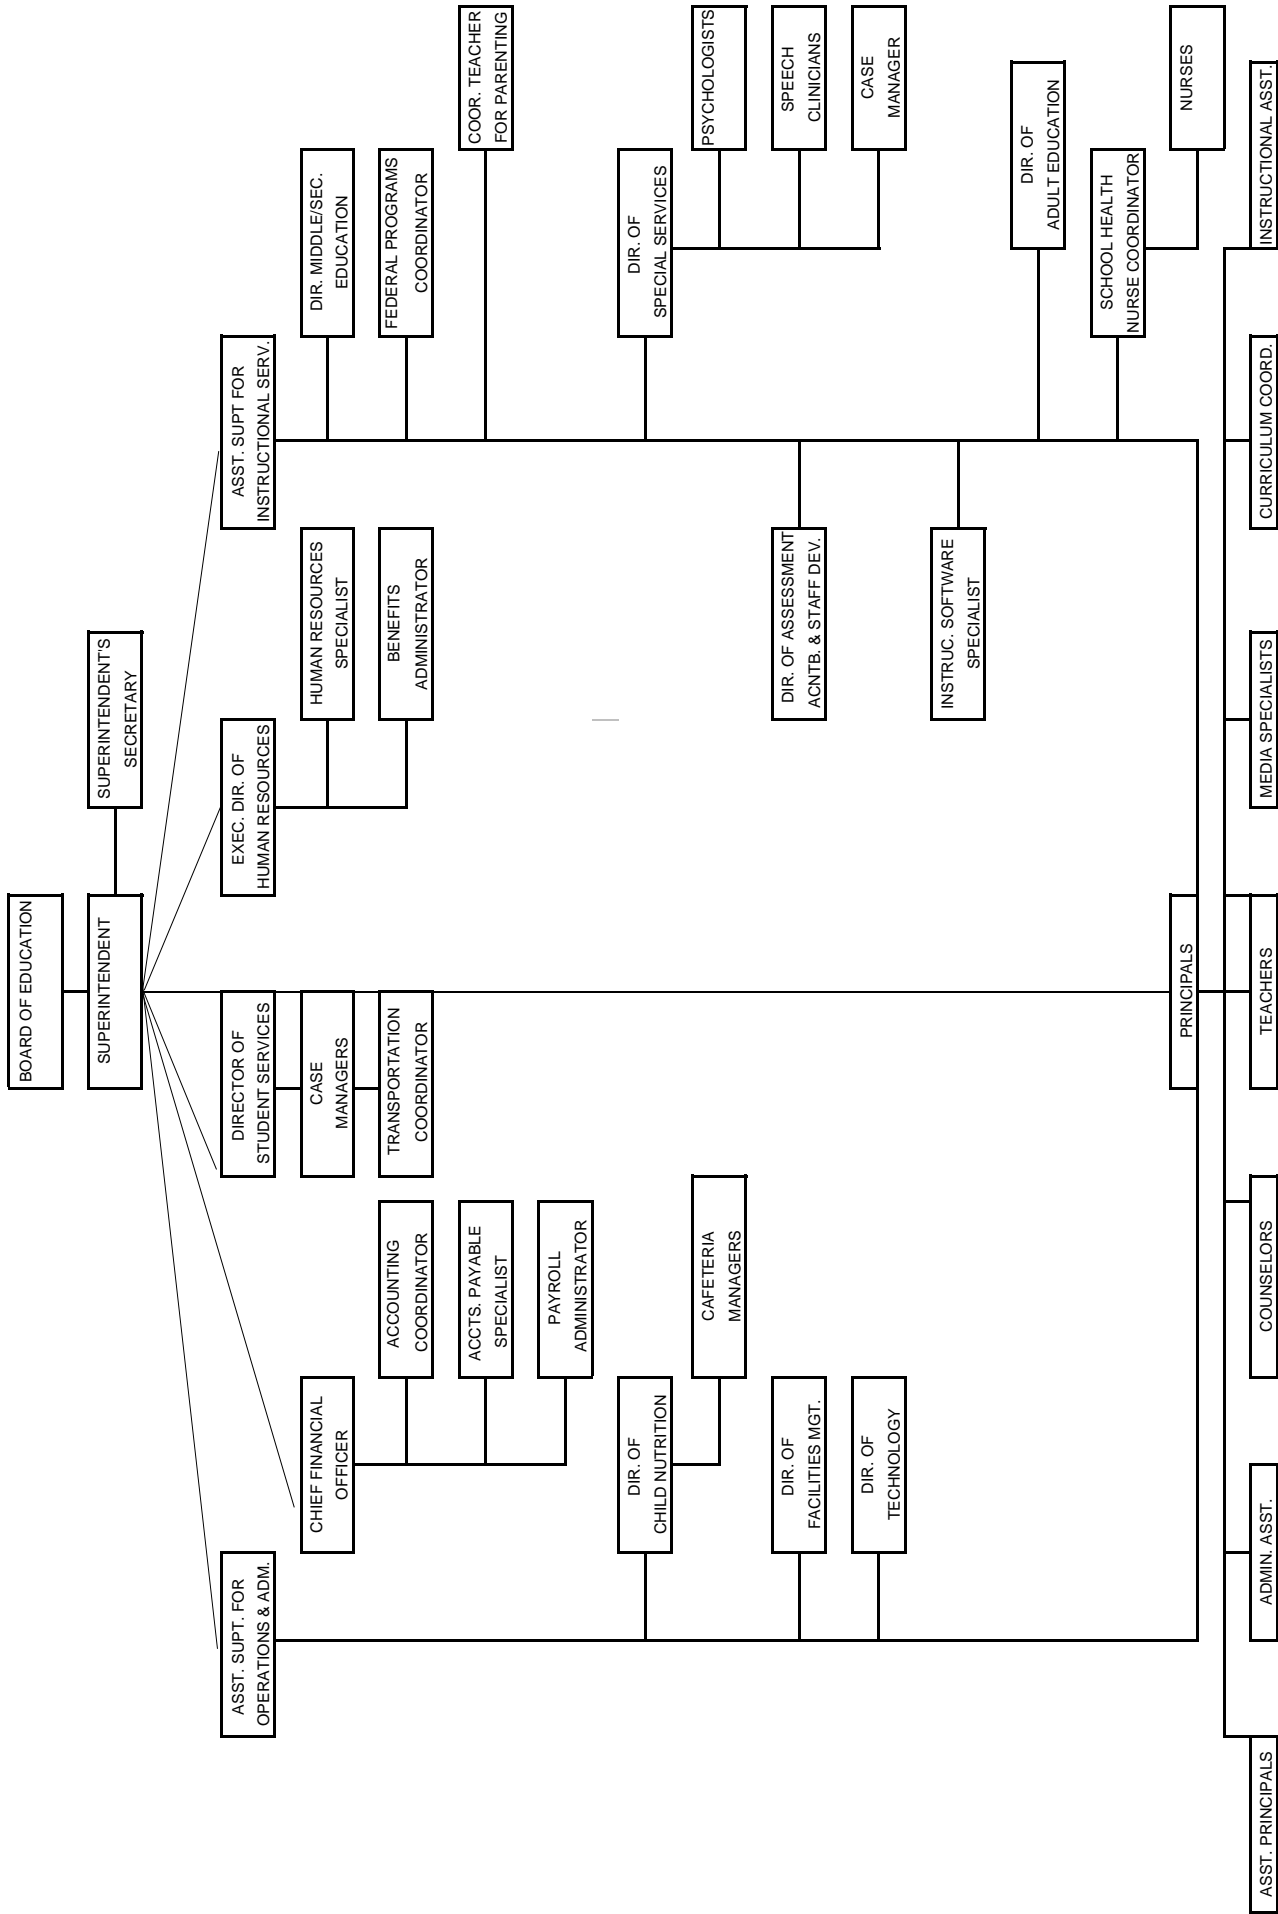 BOARD OF EDUCATION
SUPERINTENDENT
SUPERINTENDENT'S
SECRETARY
ASST. SUPT. FOR
OPERATIONS & ADM.
DIRECTOR OF
STUDENT SERVICES
EXEC. DIR. OF
HUMAN RESOURCES
ASST. SUPT FOR
INSTRUCTIONAL SERV.
CHIEF FINANCIAL
OFFICER
CASE
MANAGERS
HUMAN RESOURCES
SPECIALIST
DIR. MIDDLE/SEC.
EDUCATION
ACCOUNTING
COORDINATOR
TRANSPORTATION
COORDINATOR
BENEFITS
ADMINISTRATOR
FEDERAL PROGRAMS
COORDINATOR
ACCTS. PAYABLE
SPECIALIST
COOR. TEACHER
FOR PARENTING
PAYROLL
ADMINISTRATOR
DIR. OF
CHILD NUTRITION
DIR. OF
SPECIAL SERVICES
CAFETERIA
MANAGERS
PSYCHOLOGISTS
DIR. OF
FACILITIES MGT.
DIR. OF ASSESSMENT
ACNTB. & STAFF DEV.
SPEECH
CLINICIANS
DIR. OF
TECHNOLOGY
CASE
MANAGER
INSTRUC. SOFTWARE
SPECIALIST
DIR. OF
ADULT EDUCATION
SCHOOL HEALTH
NURSE COORDINATOR
PRINCIPALS
NURSES
ASST. PRINCIPALS
ADMIN. ASST.
COUNSELORS
TEACHERS
MEDIA SPECIALISTS
CURRICULUM COORD.
INSTRUCTIONAL ASST.